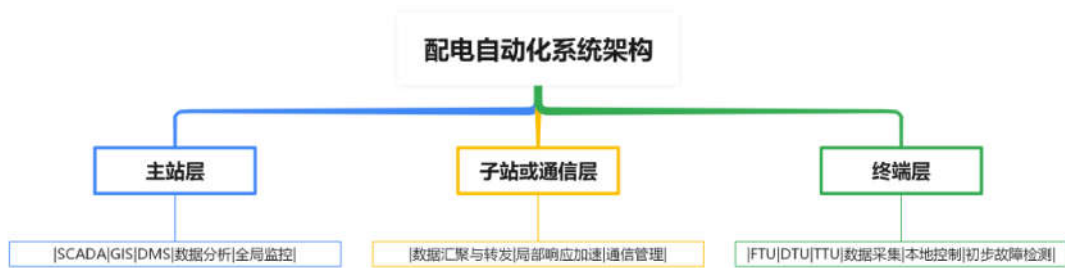 配电自动化系统架构
主站层
子站或通信层
终端层
|SCADA|GIS|DMS|数据分析|全局监控|
|数据汇聚与转发|局部响应加速|通信管理|
|FTU|DTU|TTU|数据采集|本地控制|初步故障检测|